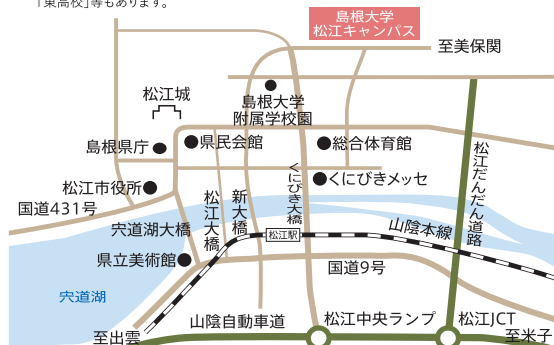 「東高校」等もあります。
島根大学
松江キャンパス
至美保関
松江城
島根大学
附属学校園
島根県庁
県民会館
総合体育館
松江市役所
くにびきメッセ
国道431号
宍道湖大橋
松江大橋
新大橋
くにびき大橋
松江だんだん道路
松江駅
山陰本線
県立美術館
国道9号
宍道湖
至出雲
山陰自動車道
松江中央ランプ
松江JCT
至米子